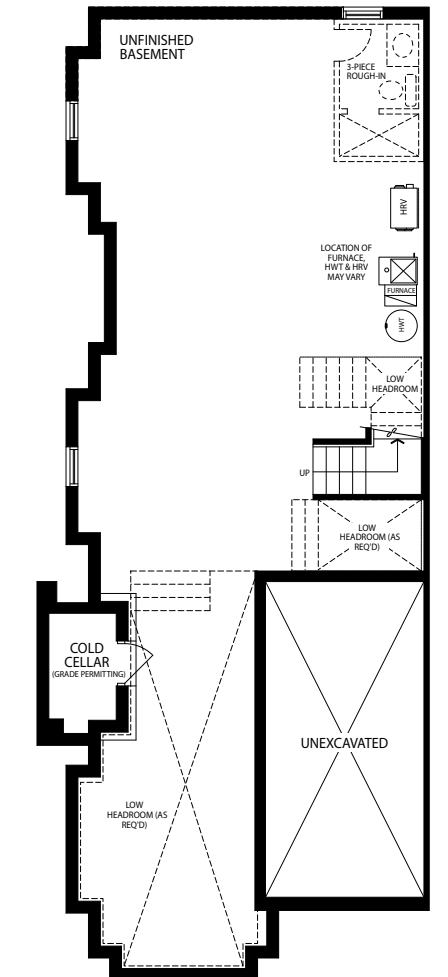 UNFINISHED
BASEMENT
3-PIECE
ROUGH-IN
HRV
LOCATION OF
FURNACE,
HWT & HRV
MAY VARY
FURNACE
HWT
LOW
HEADROOM
UP
LOW
HEADROOM (AS
REQ'D)
COLD
CELLAR
(GRADE PERMITTING)
UNEXCAVATED
LOW
HEADROOM (AS
REQ'D)